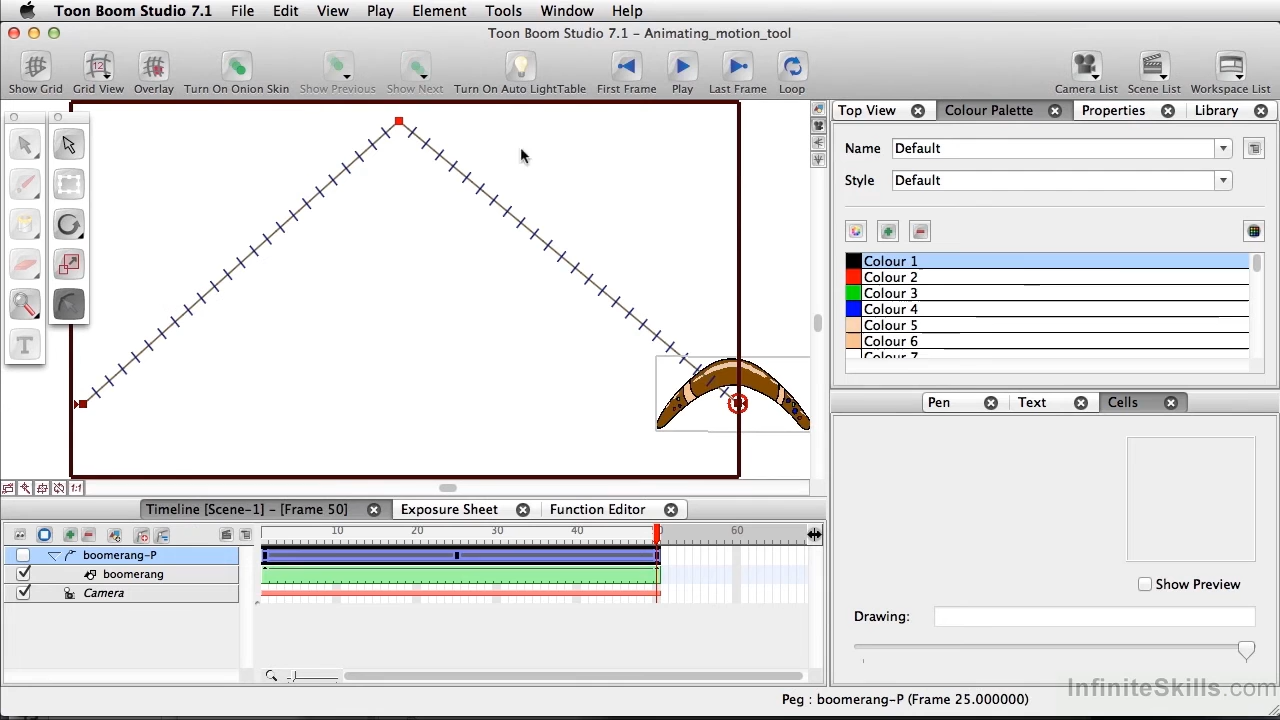 Toon Boom Studio 7.1 File Edit View Play Element Tools Window Help
Toon Boom Studio 7.1 - Animating_motion_tool
12
Show Grid Grid View Overlay Turn On Onion Skin Show Previous Show Next Turn On Auto LightTable First Frame Play Last Frame Loop Camera List Scene List Workspace List
Top View Colour Palette Properties Library
Name Default
Style Default
Colour 1
Colour 2
Colour 3
Colour 4
Colour 5
Colour 6
Colour 7
T
Pen Text Cells
1:1
Timeline [Scene-1] - [Frame 50] Exposure Sheet Function Editor
10 20 30 40 60
boomerang-P
boomerang
Camera
Show Preview
Drawing:
InfiniteSkills.com
Peg : boomerang-P (Frame 25.000000)